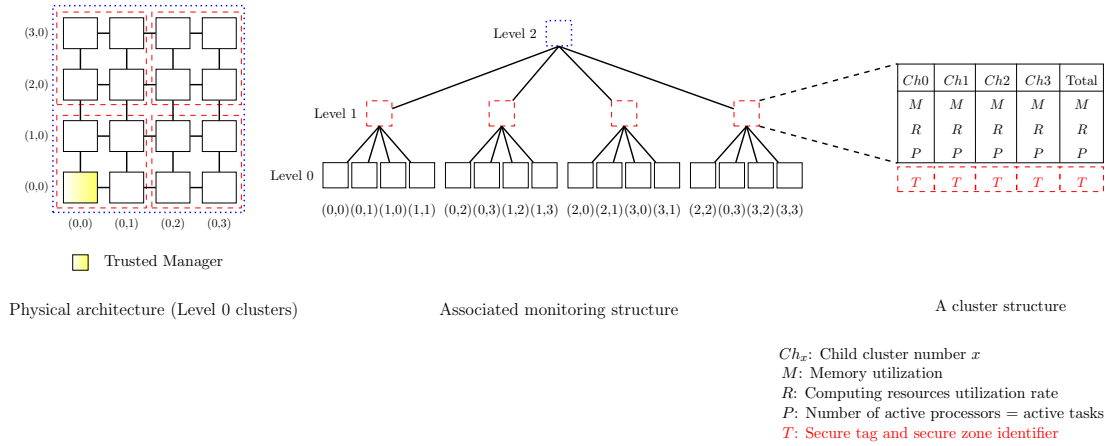 (3,0)
(2,0)
(1,0)
(0,0)
(0,0) (0,1) (0,2) (0,3)
Trusted Manager
Physical architecture (Level 0 clusters)
Level 2
Level 1
Level 0
(0,0)(0,1)(1,0)(1,1) (0,2)(0,3)(1,2)(1,3) (2,0)(2,1)(3,0)(3,1) (2,2)(0,3)(3,2)(3,3)
Associated monitoring structure
Ch0 Ch1 Ch2 Ch3 Total
M M M M M
R R R R R
P P P P P
T T T T T
A cluster structure
Chx: Child cluster number x
M: Memory utilization
R: Computing resources utilization rate
P: Number of active processors = active tasks
T: Secure tag and secure zone identifier